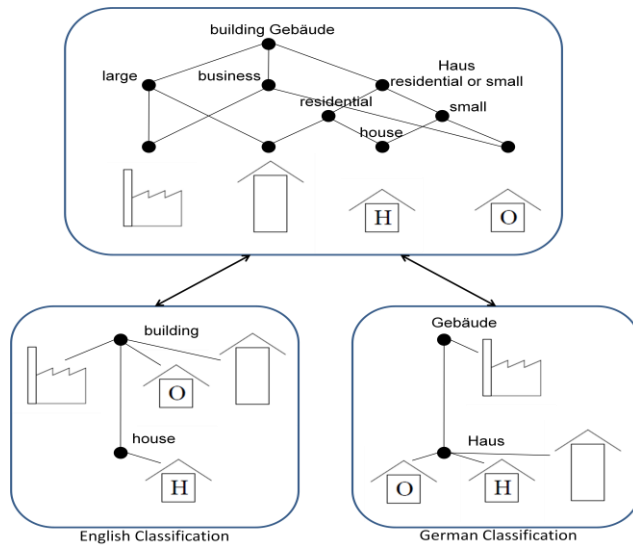 building Gebäude
large
business
Haus
residential or small
residential
small
house
H
O
building
O
house
H
Gebäude
Haus
O
H
English Classification
German Classification